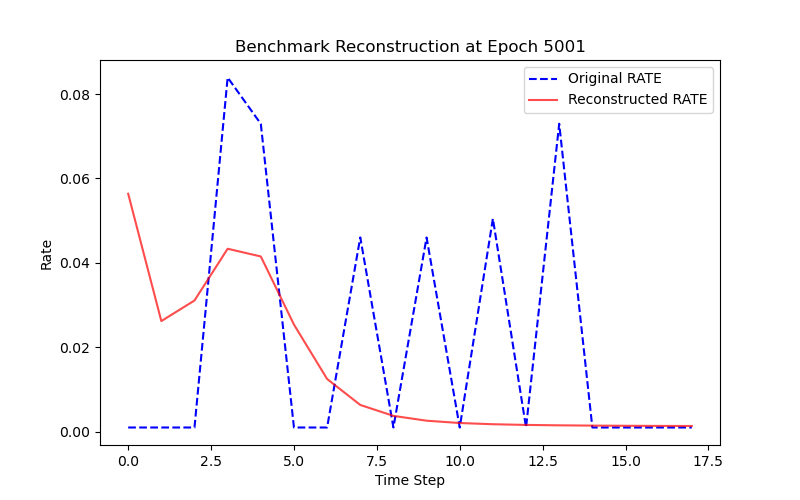 Benchmark Reconstruction at Epoch 5001
Original RATE
Reconstructed RATE
Rate
0.08
0.06
0.04
0.02
0.00
0.0 2.5 5.0 7.5 10.0 12.5 15.0 17.5
Time Step